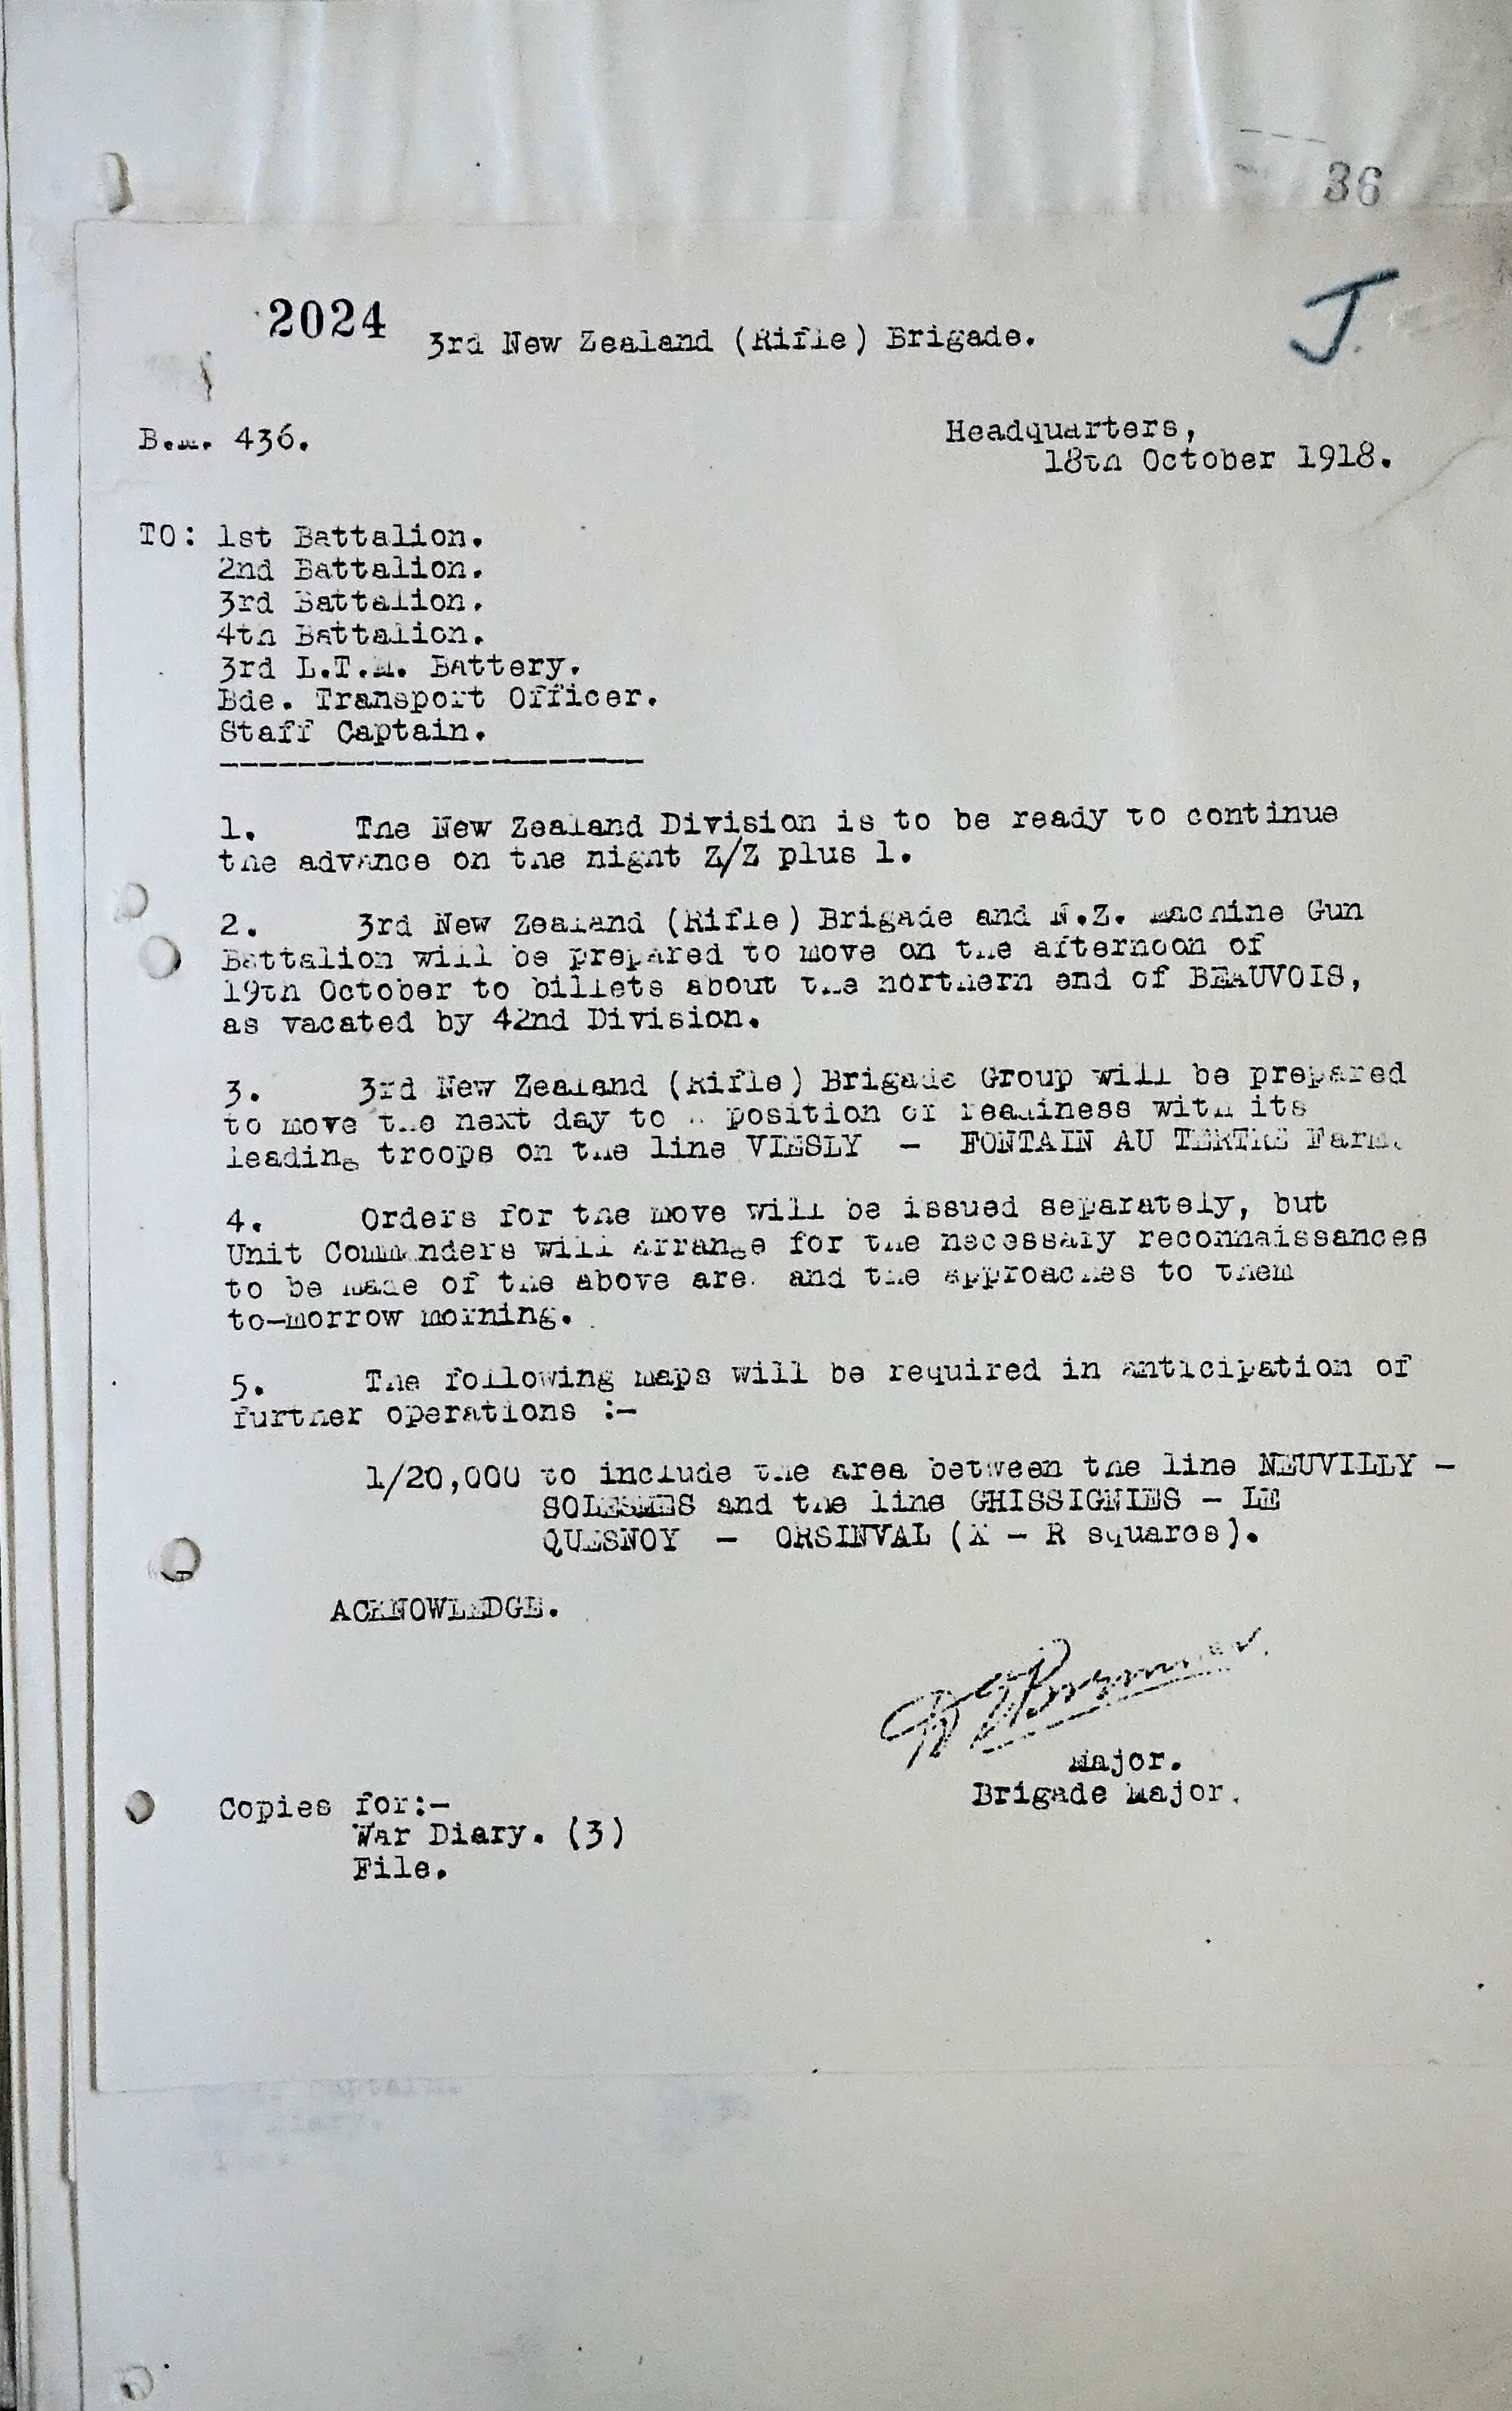 36
J.
2024
3rd New Zealand (Rifle) Brigade.
B.M. 436.
Headquarters,
18th October 1918.
TO: 1st Battalion.
2nd Battalion.
3rd Battalion.
4th Battalion.
3rd L.T.M. Battery.
Bde. Transport Officer.
Staff Captain.
1. The New Zealand Division is to be ready to continue
the advance on the night Z/Z plus 1.
2. 3rd New Zealand (Rifle) Brigade and N.Z. Machine Gun
Battalion will be prepared to move on the afternoon of
19th October to billets about the northern end of BEAUVOIS,
as vacated by 42nd Division.
3. 3rd New Zealand (Rifle) Brigade Group will be prepared
to move the next day to a position of readiness with its
leading troops on the line VIESLY - FONTAIN AU TERTRE Farm.
4. Orders for the move will be issued separately, but
Unit Commanders will arrange for the necessary reconnaissances
to be made of the above area and the approaches to them
to-morrow morning.
5. The following maps will be required in anticipation of
further operations :-
1/20,000 to include the area between the line NEUVILLY -
SOLESMES and the line GHISSIGNIES - LE
QUESNOY - ORSINVAL (X - R squares).
ACKNOWLEDGE.
Major.
Brigade Major.
Copies for:-
War Diary. (3)
File.